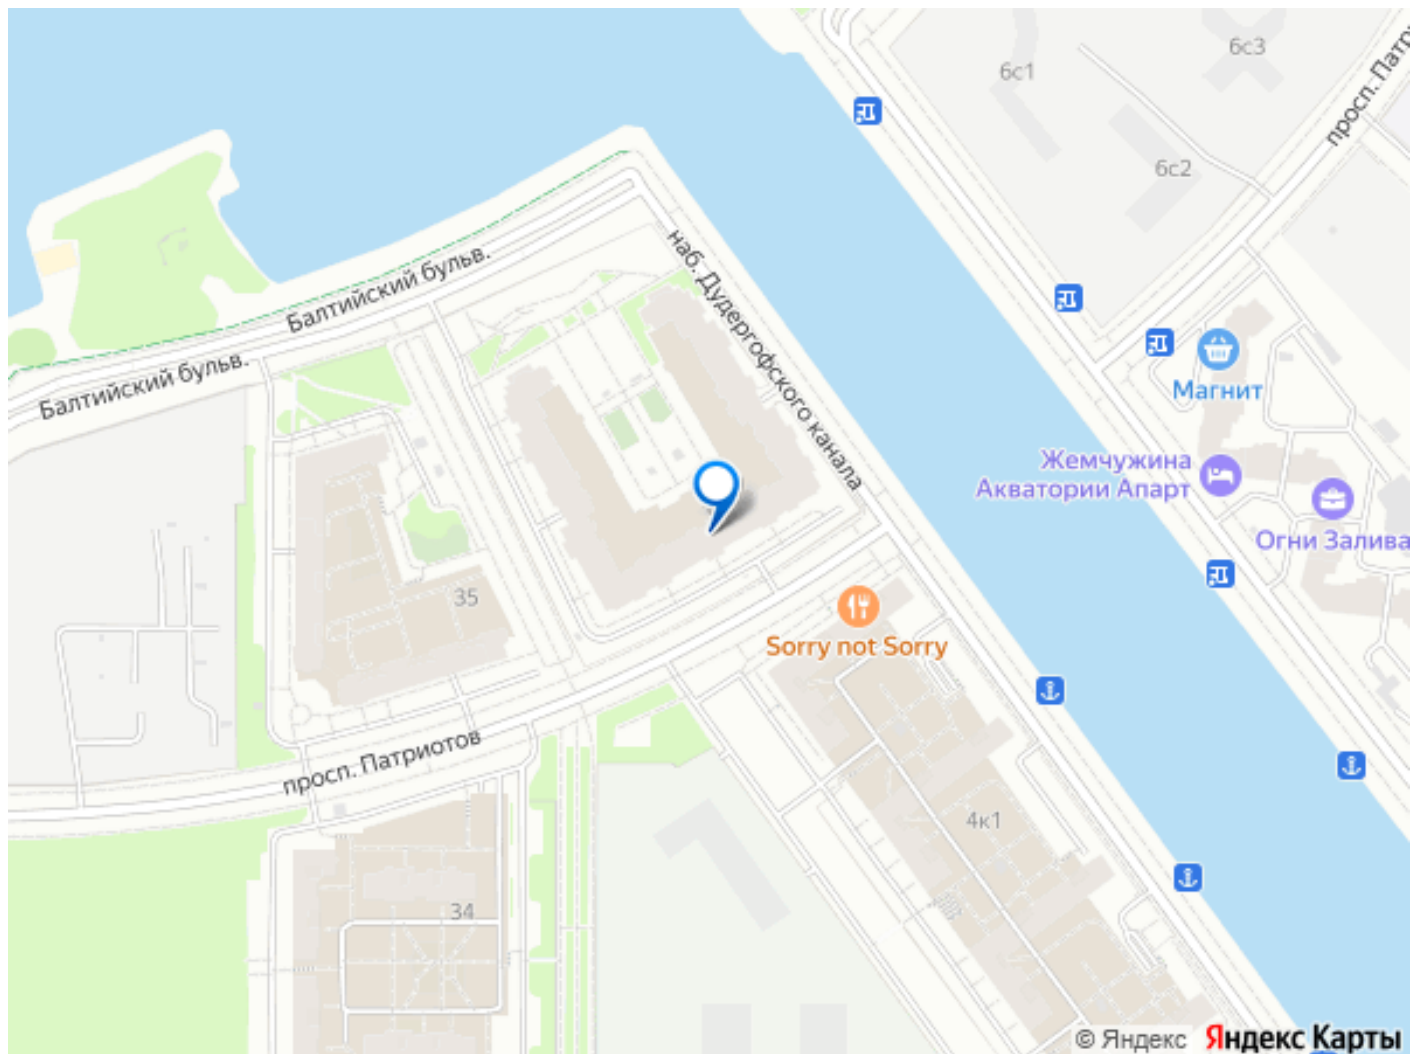 6с3
6с1
просп. Патри
6с2
наб. Дудергофского канала
Балтийский бульв.
Балтийский бульв.
Магнит
Жемчужина
Акватории Апарт
Огни Залива
35
Sorry not Sorry
просп. Патриотов
4к1
34
© Яндекс Яндекс Карты